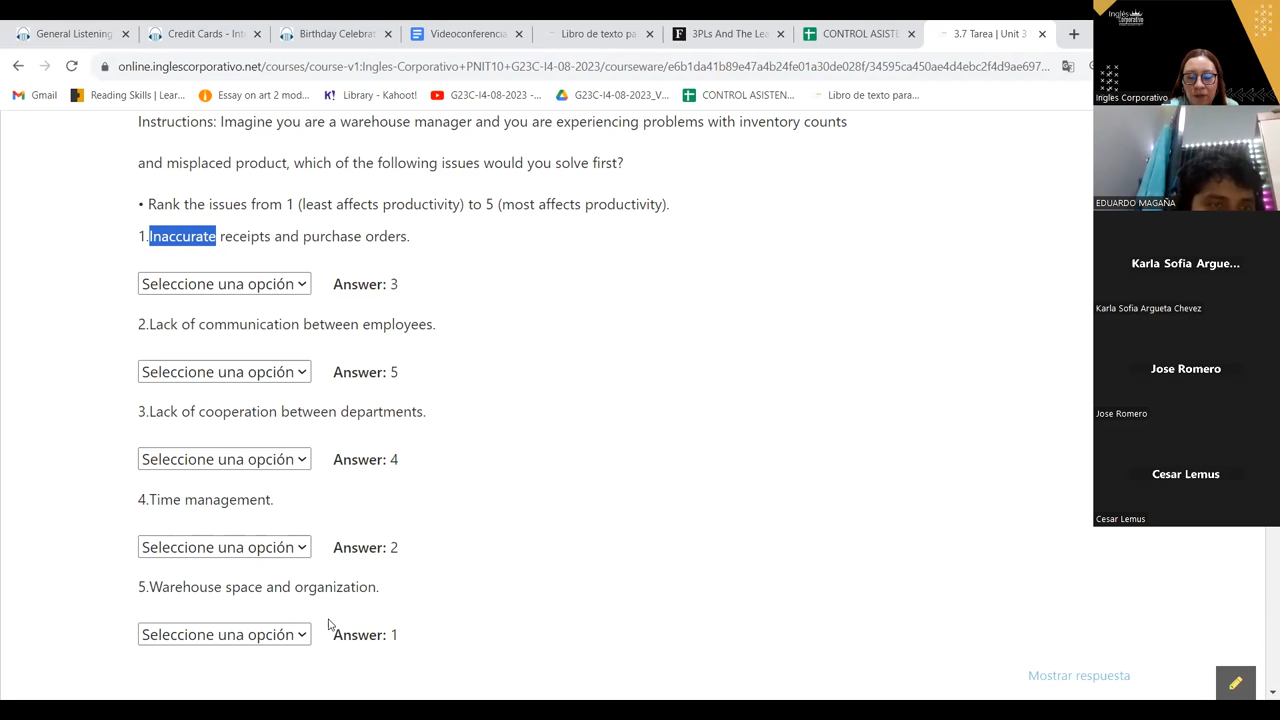 General Listening
Credit Cards - Int
Birthday Celebrat
Videoconferencia
Libro de texto pa
3PLs And The Lea
CONTROL ASISTE
3.7 Tarea | Unit 3
online.inglescorporativo.net/courses/course-v1:Ingles-Corporativo+PNITT01+G23C-I4-08-2023/courseware/e6b1da41b89e47a4b24fe01a30de028f/34595ca450ae4d4ebc2f4d9ae697...
Gmail
Reading Skills | Lear...
Essay on art 2 mod...
Library - Kahoot!
G23C-I4-08-2023 -...
G23C-I4-08-2023_V...
CONTROL ASISTEN...
Libro de texto para...
Instructions: Imagine you are a warehouse manager and you are experiencing problems with inventory counts
and misplaced product, which of the following issues would you solve first?
• Rank the issues from 1 (least affects productivity) to 5 (most affects productivity).
1.Inaccurate receipts and purchase orders.
Seleccione una opción Answer: 3
2.Lack of communication between employees.
Seleccione una opción Answer: 5
3.Lack of cooperation between departments.
Seleccione una opción Answer: 4
4.Time management.
Seleccione una opción Answer: 2
5.Warehouse space and organization.
Seleccione una opción Answer: 1
Mostrar respuesta
Inglés
Corporativo
Ingles Corporativo
EDUARDO MAGAÑA
Karla Sofia Argue...
Karla Sofia Argueta Chevez
Jose Romero
Jose Romero
Cesar Lemus
Cesar Lemus